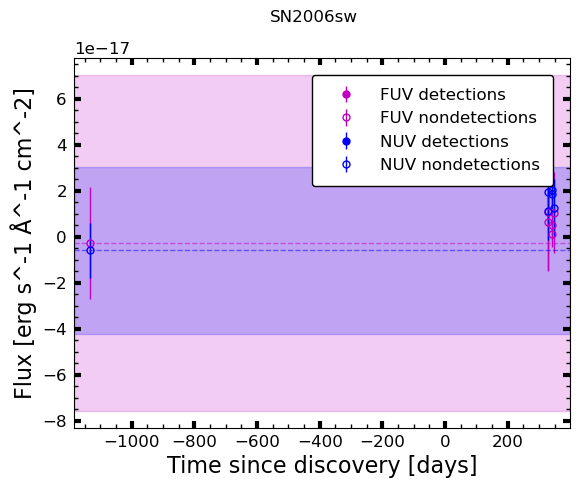 SN2006sw
1e−17
FUV detections
FUV nondetections
NUV detections
NUV nondetections
6
4
2
0
−2
−4
−6
−8
Flux [erg s^-1 Å^-1 cm^-2]
−1000
−800
−600
−400
−200
0
200
Time since discovery [days]